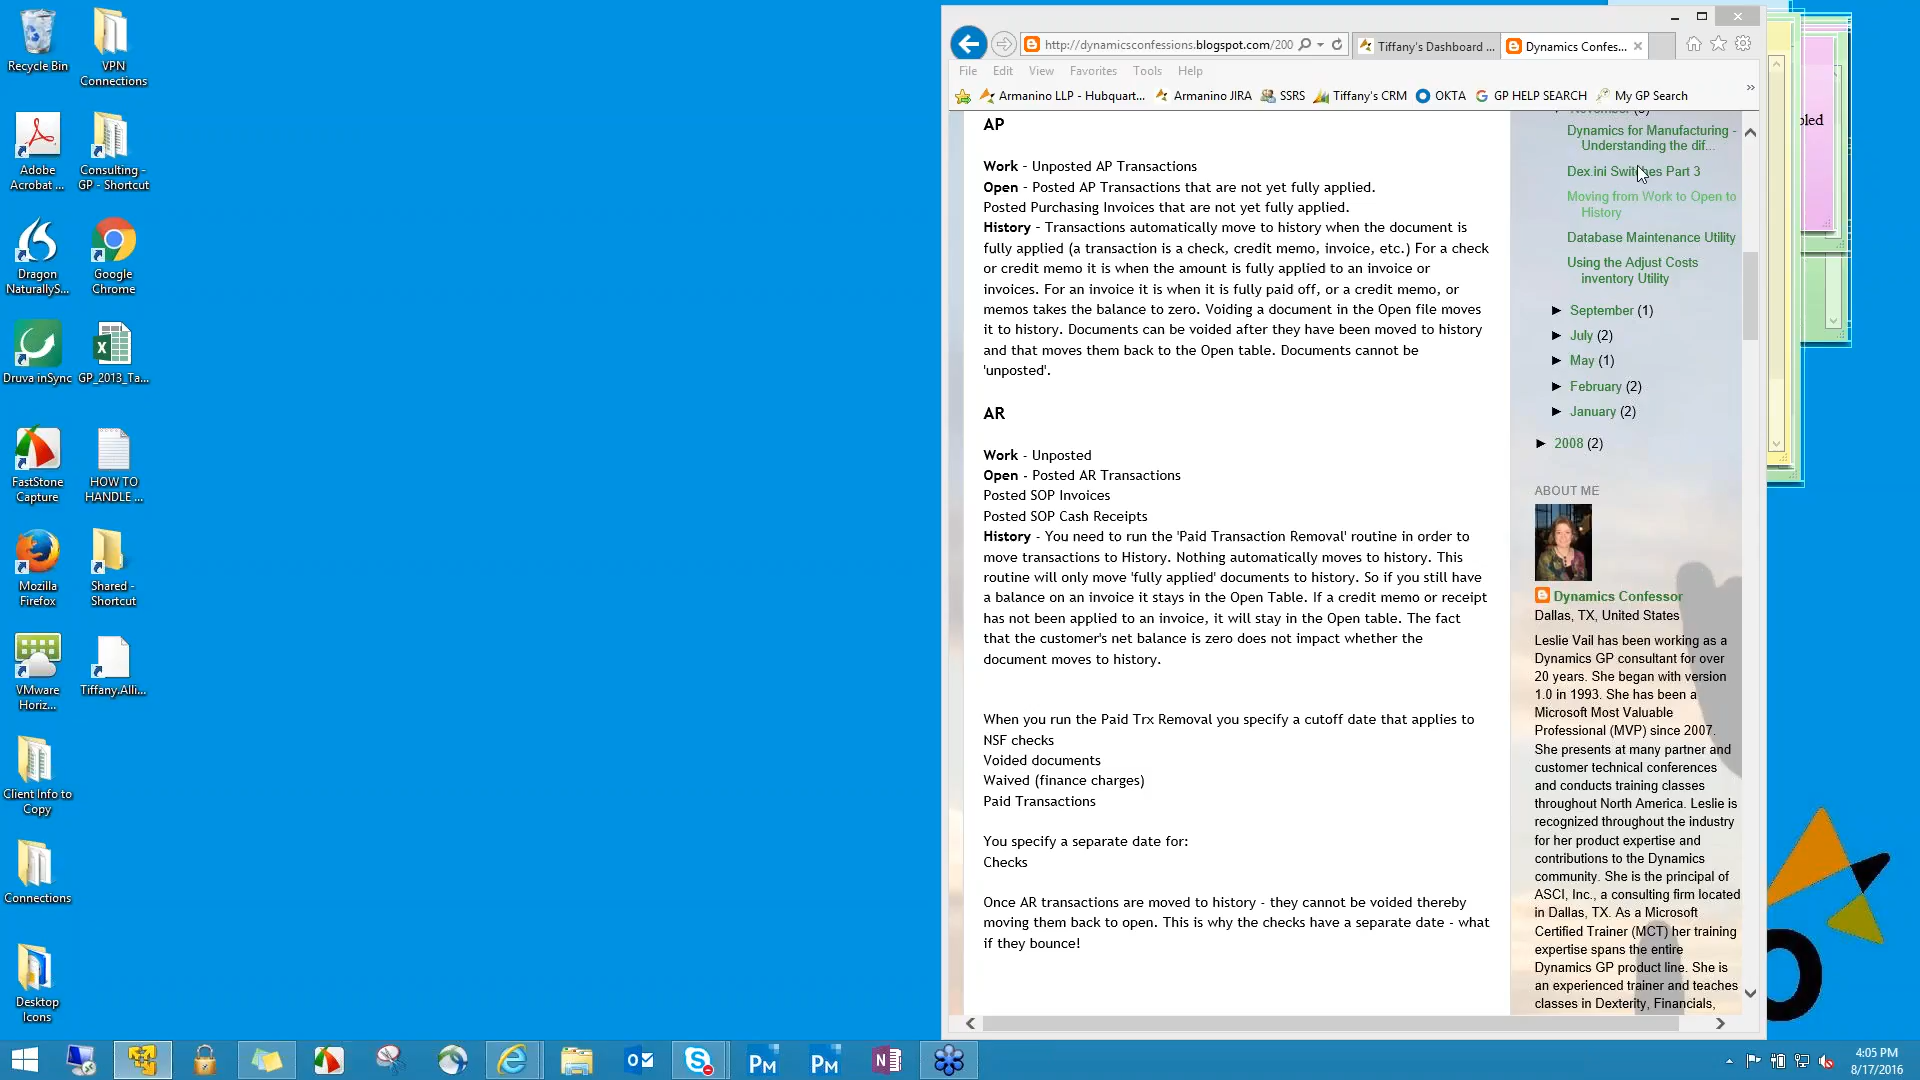 Recycle Bin
VPN
Connections
Adobe
Acrobat ...
Consulting -
GP - Shortcut
Dragon
NaturallyS...
Google
Chrome
Druva inSync
GP_2013_Ta...
FastStone
Capture
HOW TO
HANDLE ...
Mozilla
Firefox
Shared -
Shortcut
VMware
Horiz...
Tiffany.Alli...
Client Info to
Copy
Connections
Desktop
Icons
http://dynamicsconfessions.blogspot.com/200
Tiffany's Dashboard ...
Dynamics Confes...
File Edit View Favorites Tools Help
Armanino LLP - Hubquart...
Armanino JIRA
SSRS
Tiffany's CRM
OKTA
GP HELP SEARCH
My GP Search
AP
Work - Unposted AP Transactions
Open - Posted AP Transactions that are not yet fully applied.
Posted Purchasing Invoices that are not yet fully applied.
History - Transactions automatically move to history when the document is
fully applied (a transaction is a check, credit memo, invoice, etc.) For a check
or credit memo it is when the amount is fully applied to an invoice or
invoices. For an invoice it is when it is fully paid off, or a credit memo, or
memos takes the balance to zero. Voiding a document in the Open file moves
it to history. Documents can be voided after they have been moved to history
and that moves them back to the Open table. Documents cannot be
'unposted'.
AR
Work - Unposted
Open - Posted AR Transactions
Posted SOP Invoices
Posted SOP Cash Receipts
History - You need to run the 'Paid Transaction Removal' routine in order to
move transactions to History. Nothing automatically moves to history. This
routine will only move 'fully applied' documents to history. So if you still have
a balance on an invoice it stays in the Open Table. If a credit memo or receipt
has not been applied to an invoice, it will stay in the Open table. The fact
that the customer's net balance is zero does not impact whether the
document moves to history.
When you run the Paid Trx Removal you specify a cutoff date that applies to
NSF checks
Voided documents
Waived (finance charges)
Paid Transactions
You specify a separate date for:
Checks
Once AR transactions are moved to history - they cannot be voided thereby
moving them back to open. This is why the checks have a separate date - what
if they bounce!
Dynamics for Manufacturing -
Understanding the dif...
Dex.ini Switches Part 3
Moving from Work to Open to
History
Database Maintenance Utility
Using the Adjust Costs
inventory Utility
► September (1)
► July (2)
► May (1)
► February (2)
► January (2)
► 2008 (2)
ABOUT ME
Dynamics Confessor
Dallas, TX, United States
Leslie Vail has been working as a
Dynamics GP consultant for over
20 years. She began with version
1.0 in 1993. She has been a
Microsoft Most Valuable
Professional (MVP) since 2007.
She presents at many partner and
customer technical conferences
and conducts training classes
throughout North America. Leslie is
recognized throughout the industry
for her product expertise and
contributions to the Dynamics
community. She is the principal of
ASCI, Inc., a consulting firm located
in Dallas, TX. As a Microsoft
Certified Trainer (MCT) her training
expertise spans the entire
Dynamics GP product line. She is
an experienced trainer and teaches
classes in Dexterity, Financials,
4:05 PM
8/17/2016